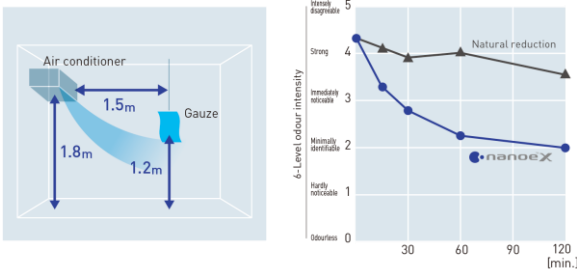 Air conditioner
1.5m
Gauze
1.8m
1.2m
6-Level odour intensity
Intensely
disagreeable
5
Strong
4
Immediately
noticeable
3
Minimally
identifiable
2
Hardly
noticeable
1
Odourless
0
Natural reduction
nanoeX
30
60
90
120
[min.]